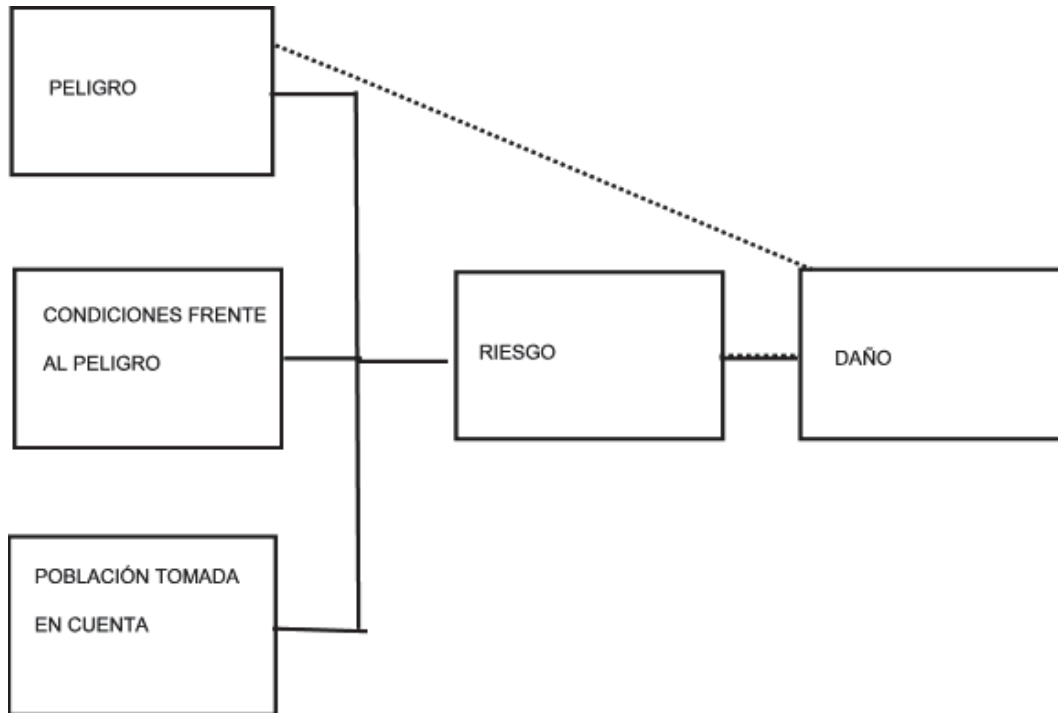 PELIGRO
CONDICIONES FRENTE
AL PELIGRO
RIESGO
DAÑO
POBLACIÓN TOMADA
EN CUENTA